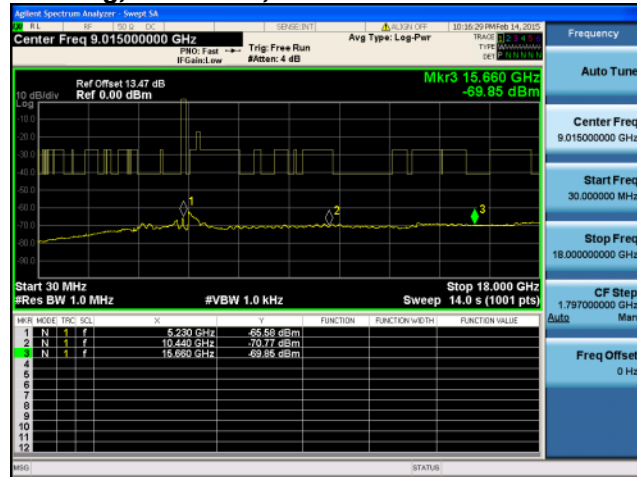 Agilent Spectrum Analyzer - Swept SA
RL RF 50 Ω DC SENSE:INT ALIGN OFF 10:16:29 PM Feb 14, 2015
Center Freq 9.015000000 GHz
PNO: Fast
IFGain:Low
Trig: Free Run
#Atten: 4 dB
Avg Type: Log-Pwr
TRACE 1 2 3 4 5 6
TYPE
DET P N N N N N
Mkr3 15.660 GHz
-69.85 dBm
Ref Offset 13.47 dB
10 dB/div Ref 0.00 dBm
Log
-10.0
-20.0
-30.0
-40.0
-50.0
-60.0
-70.0
-80.0
-90.0
1
2
3
Start 30 MHz
Stop 18.000 GHz
#Res BW 1.0 MHz #VBW 1.0 kHz Sweep 14.0 s (1001 pts)
MKR MODE TRC SCL X Y FUNCTION FUNCTION WIDTH FUNCTION VALUE
1 N 1 f 5.230 GHz -65.58 dBm
2 N 1 f 10.440 GHz -70.77 dBm
3 N 1 f 15.660 GHz -69.85 dBm
4
5
6
7
8
9
10
11
12
MSG STATUS
Frequency
Auto Tune
Center Freq
9.015000000 GHz
Start Freq
30.000000 MHz
Stop Freq
18.000000000 GHz
CF Step
1.797000000 GHz
Auto Man
Freq Offset
0 Hz